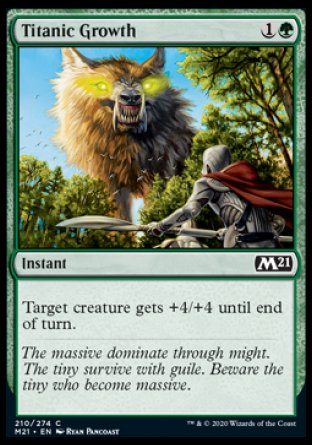 Titanic Growth 1
Instant M21
Target creature gets +4/+4 until end
of turn.
The massive dominate through might.
The tiny survive with guile. Beware the
tiny who become massive.
210/274 C
M21 • EN Ryan Pancoast ™ & © 2020 Wizards of the Coast